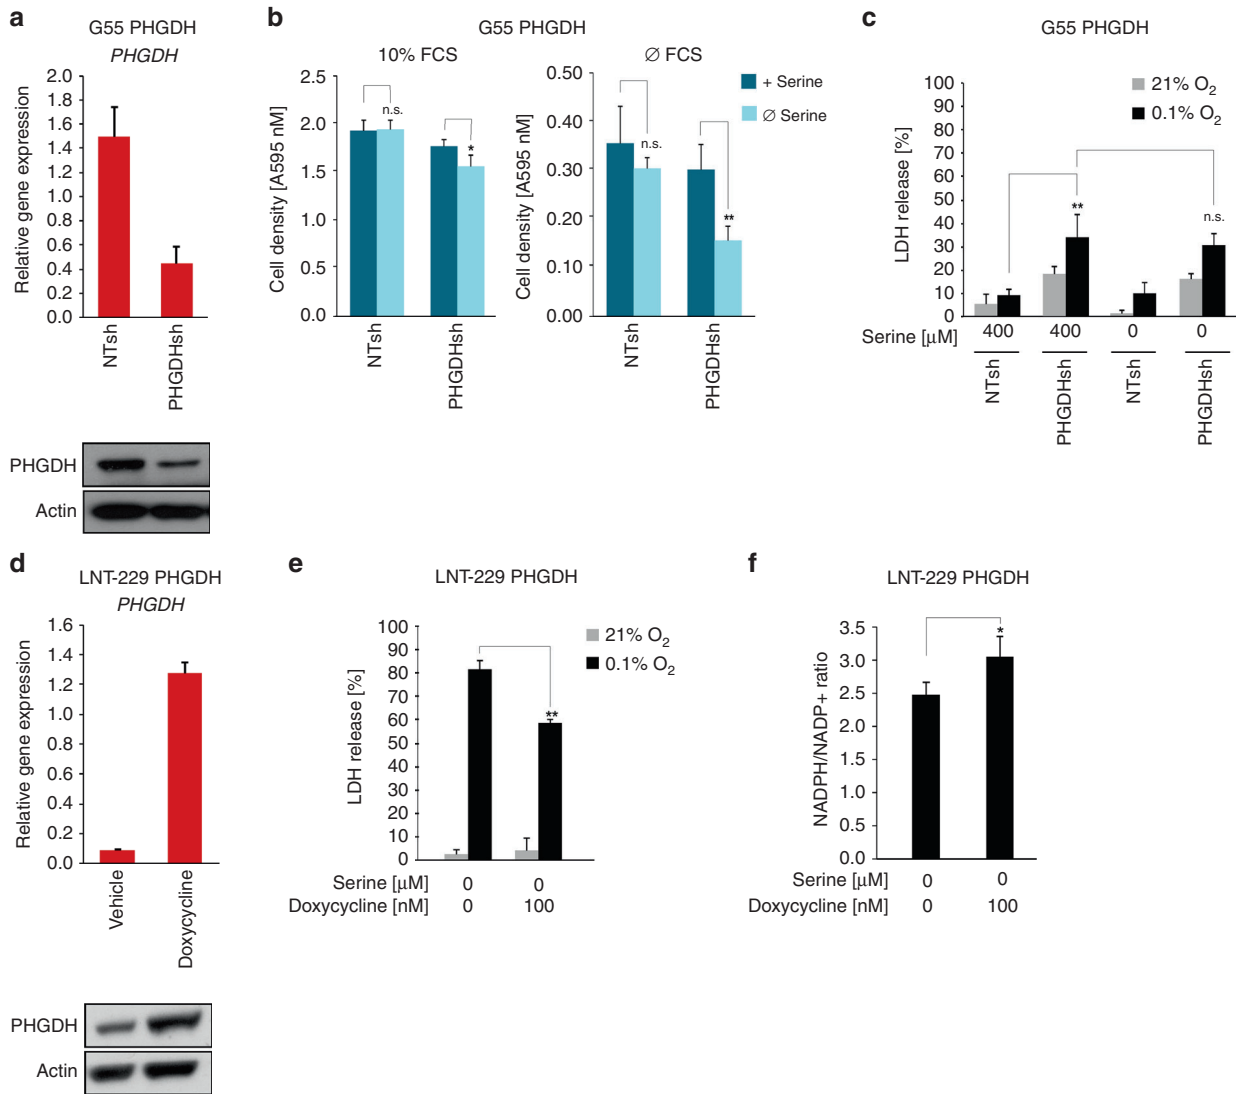 a
G55 PHGDH
PHGDH
Relative gene expression
2.0
1.8
1.6
1.4
1.2
1.0
0.8
0.6
0.4
0.2
0.0
NTsh
PHGDHsh
PHGDH
Actin
b
G55 PHGDH
10% FCS
Cell density [A595 nM]
2.5
2.0
1.5
1.0
2.5
0.0
n.s.
*
NTsh
PHGDHsh
Ø FCS
Cell density [A595 nM]
0.50
0.40
0.30
0.20
0.10
0.00
n.s.
**
NTsh
PHGDHsh
+ Serine
Ø Serine
c
G55 PHGDH
21% O2
0.1% O2
LDH release [%]
100
90
80
70
60
50
40
30
20
10
0
**
n.s.
Serine [μM] 400 400 0 0
NTsh
PHGDHsh
NTsh
PHGDHsh
d
LNT-229 PHGDH
PHGDH
Relative gene expression
1.6
1.4
1.2
1.0
0.8
0.6
0.4
0.2
0.0
Vehicle
Doxycycline
PHGDH
Actin
e
LNT-229 PHGDH
21% O2
0.1% O2
LDH release [%]
100
90
80
70
60
50
40
30
20
10
0
**
Serine [μM] 0 0
Doxycycline [nM] 0 100
f
LNT-229 PHGDH
NADPH/NADP+ ratio
3.5
3.0
2.5
2.0
1.5
1.0
0.5
0.0
*
Serine [μM] 0 0
Doxycycline [nM] 0 100